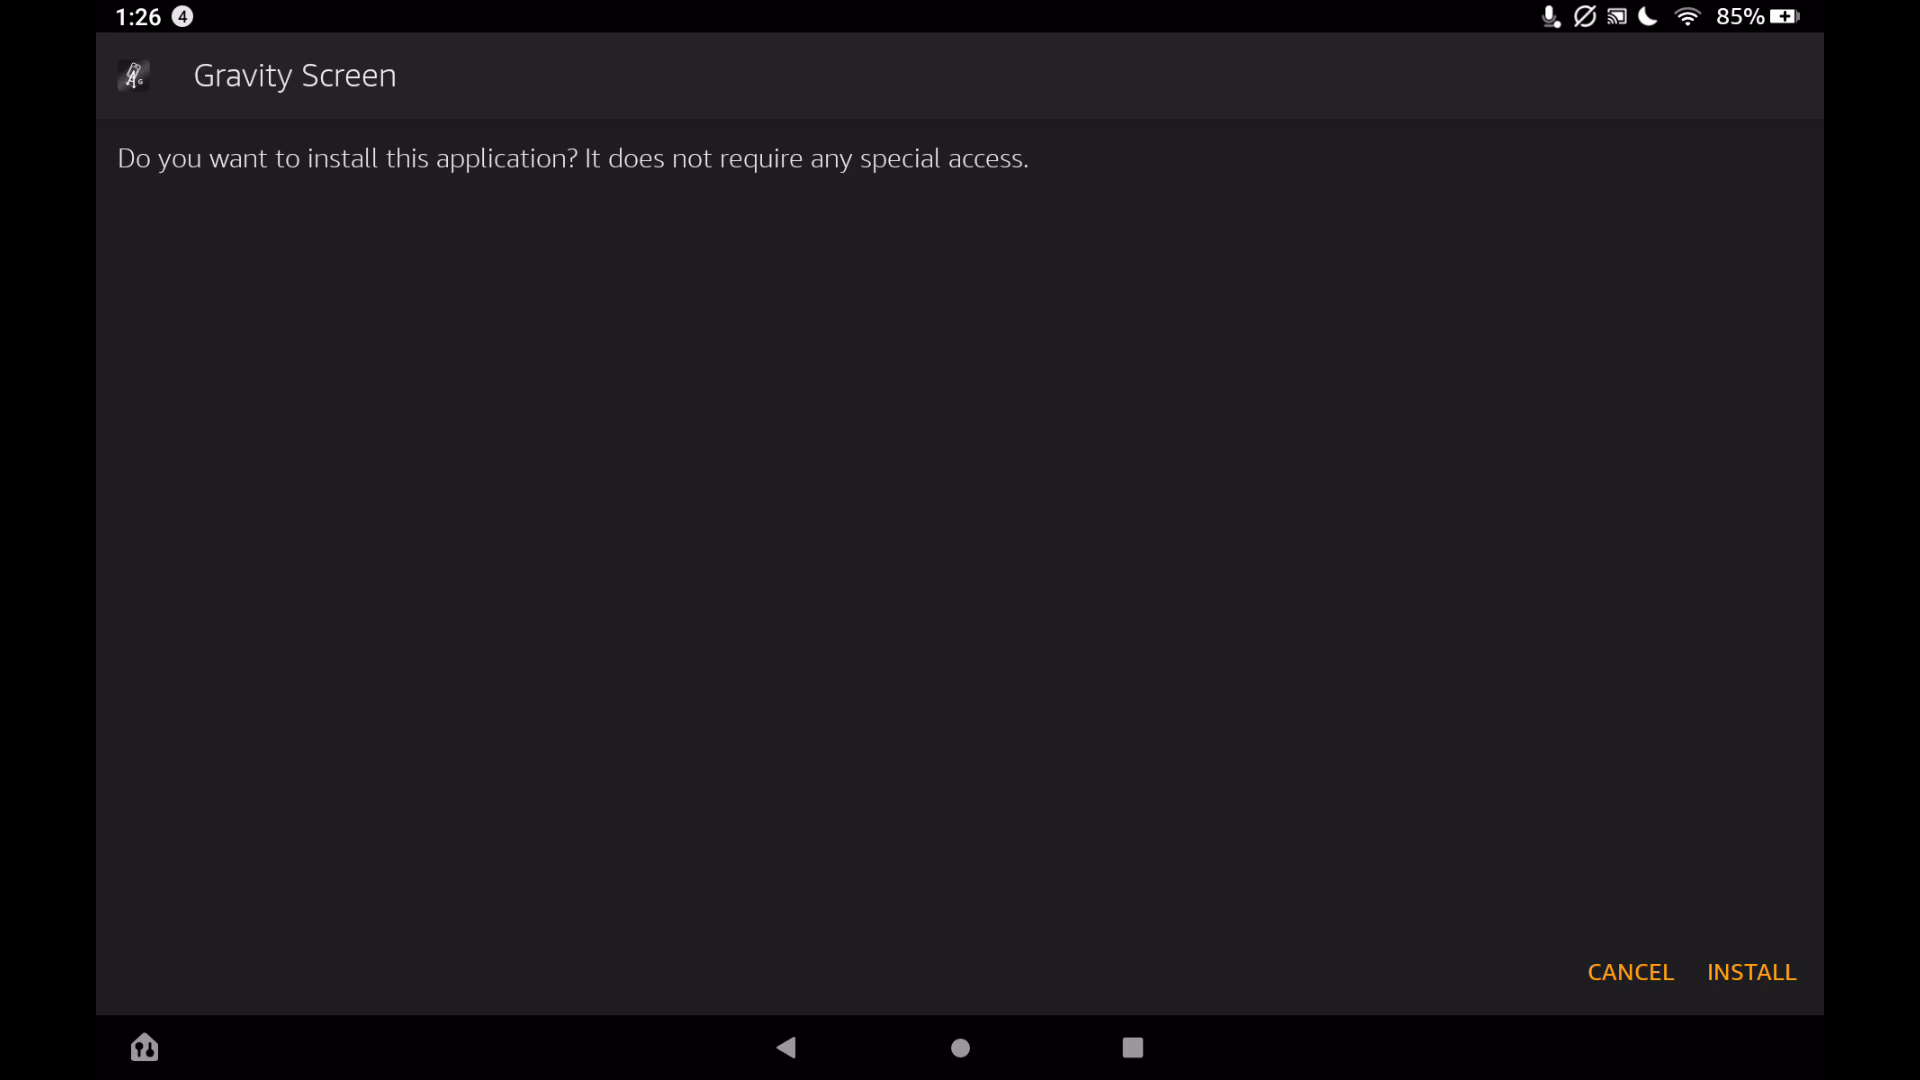 1:26 4 85%
Gravity Screen
Do you want to install this application? It does not require any special access.
CANCEL INSTALL